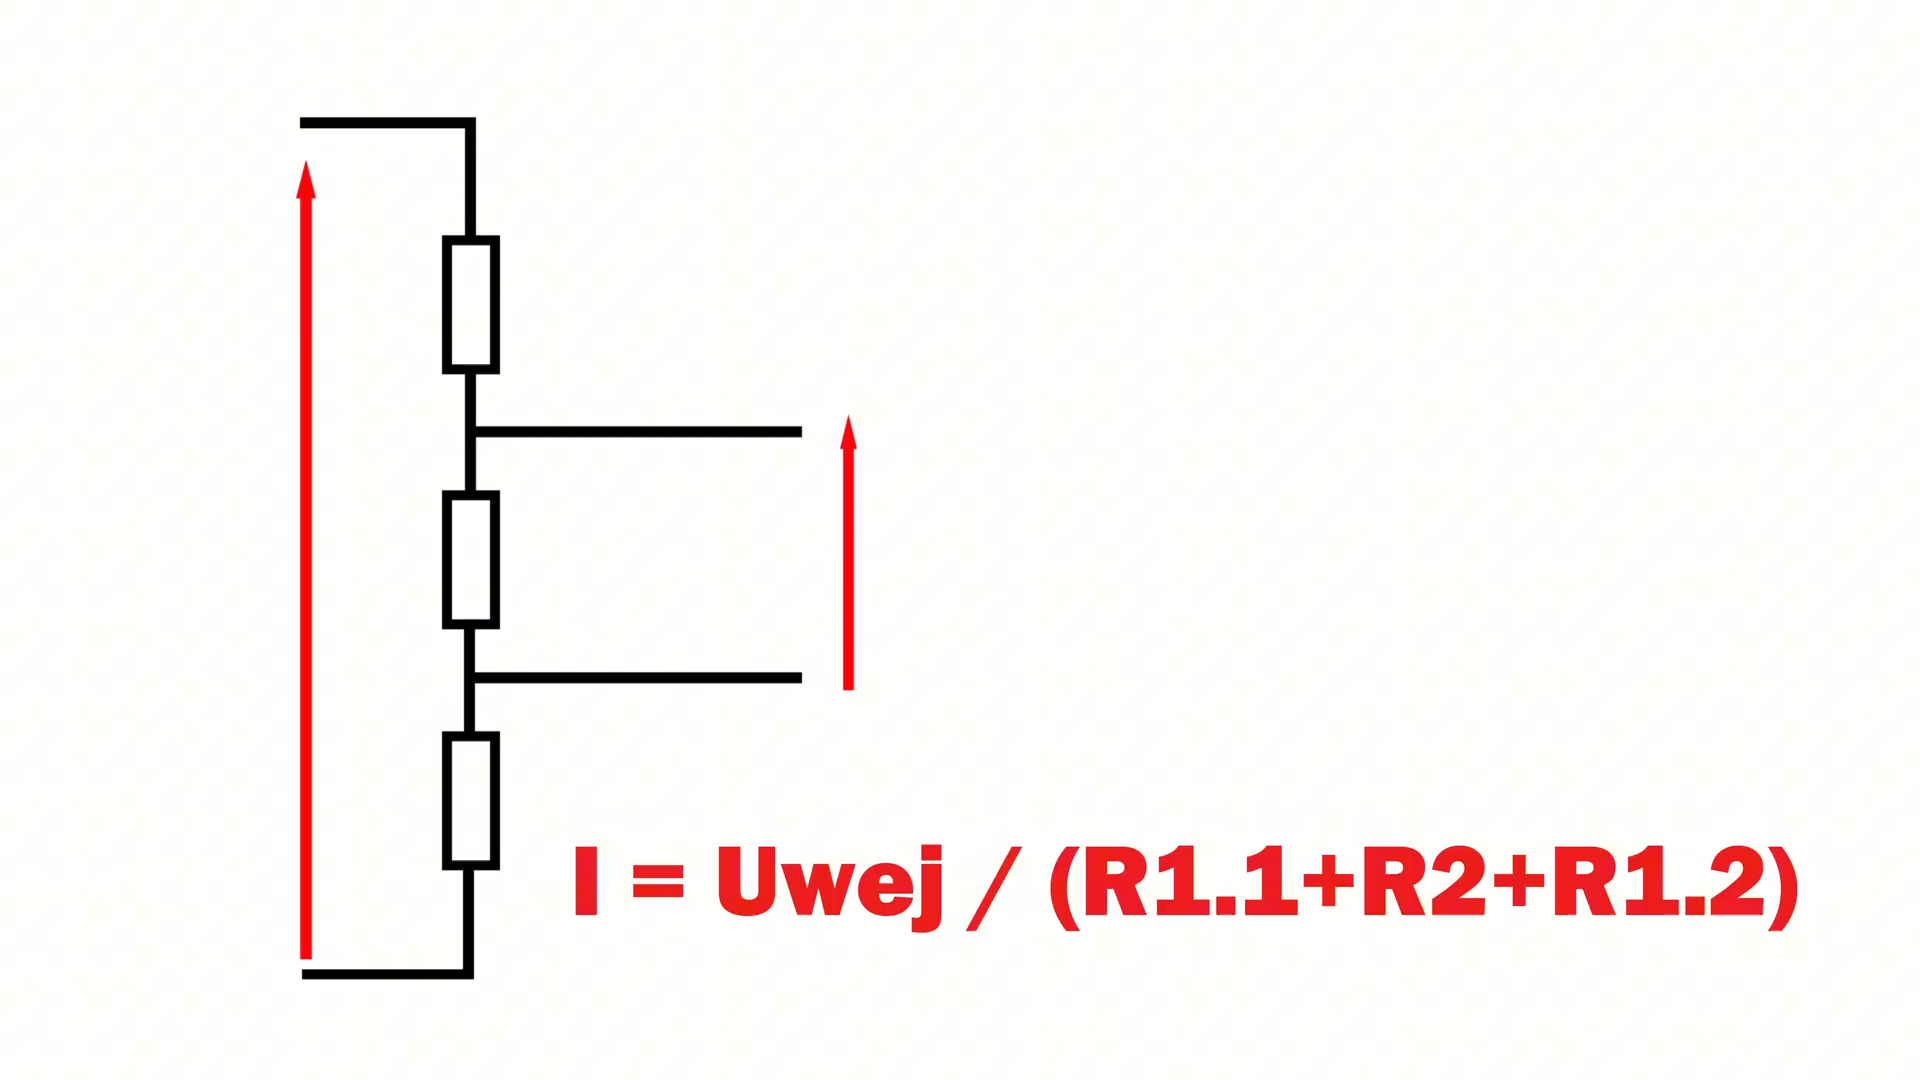 I = Uwej / (R1.1+R2+R1.2)